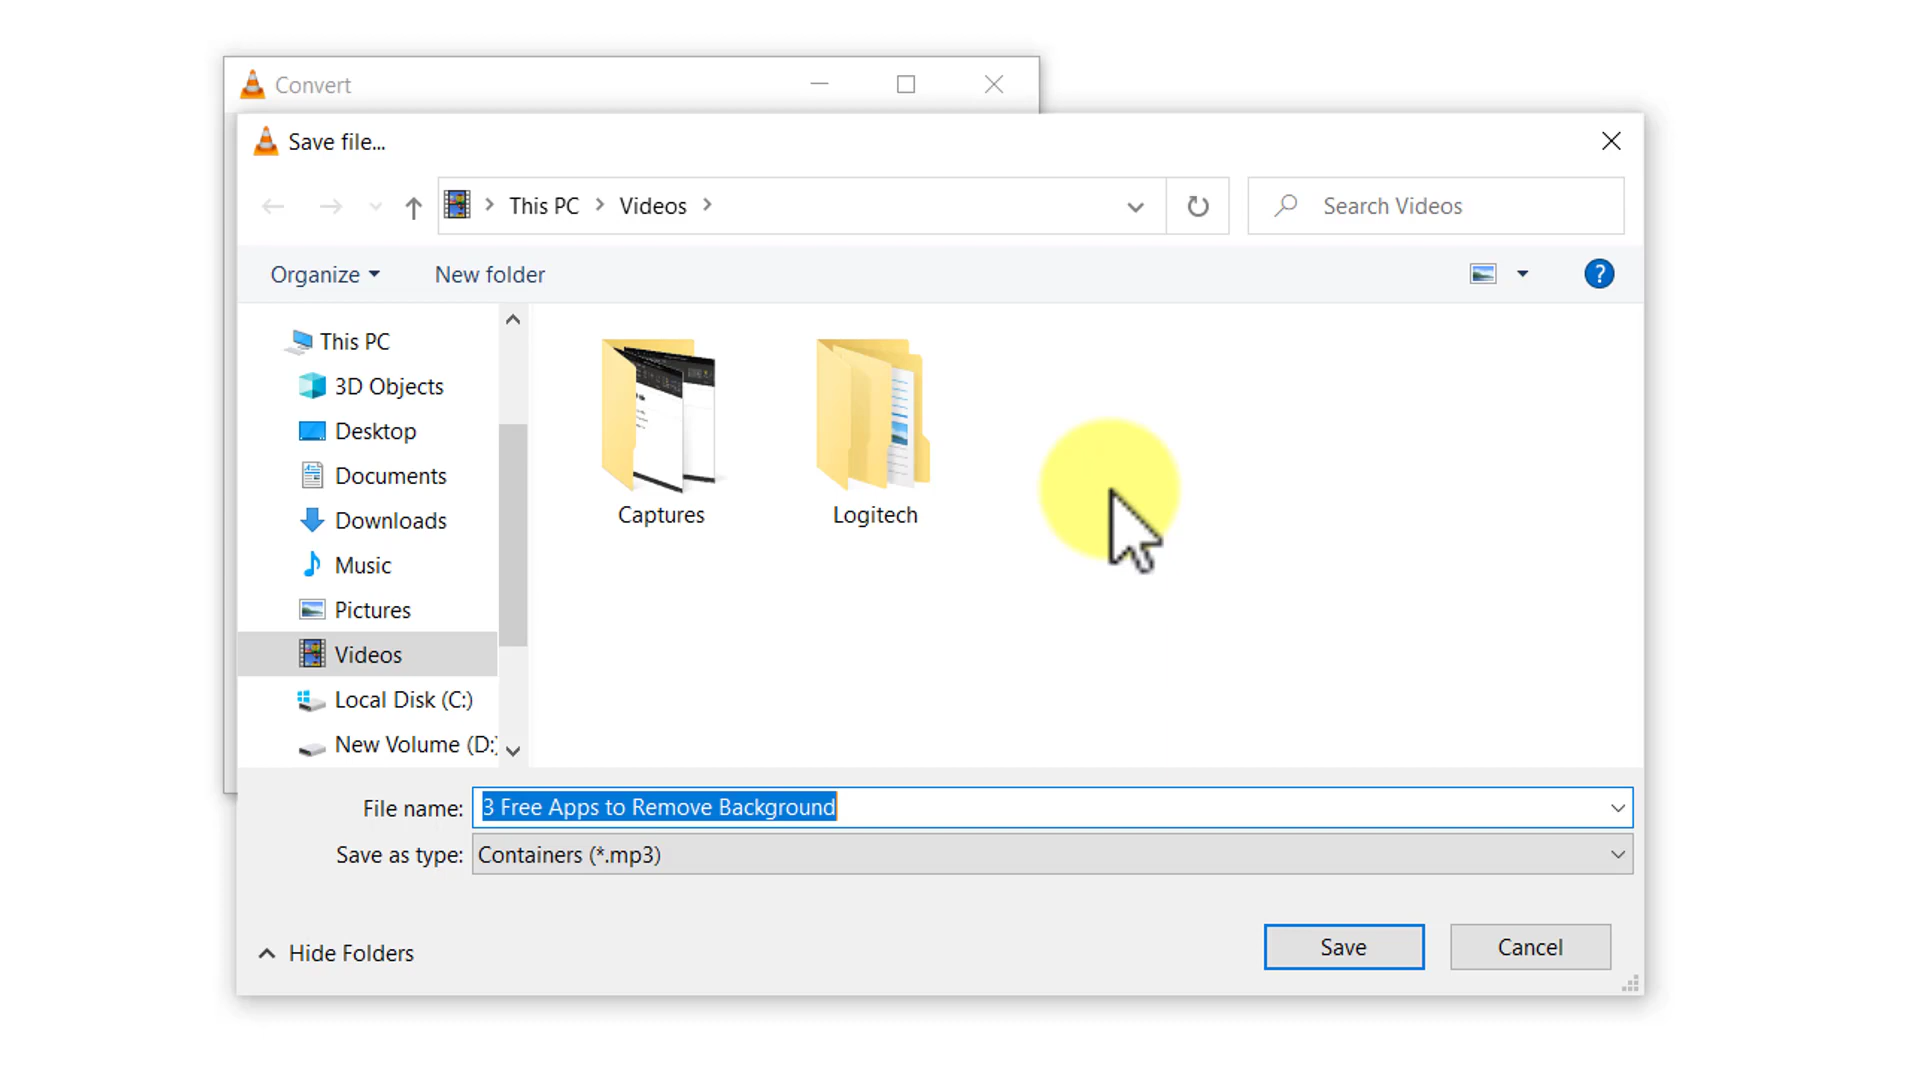 Convert
Save file...
This PC > Videos >
Search Videos
Organize
New folder
?
This PC
3D Objects
Desktop
Documents
Downloads
Music
Pictures
Videos
Local Disk (C:)
New Volume (D:)
Captures
Logitech
File name: 3 Free Apps to Remove Background
Save as type: Containers (*.mp3)
Hide Folders
Save
Cancel